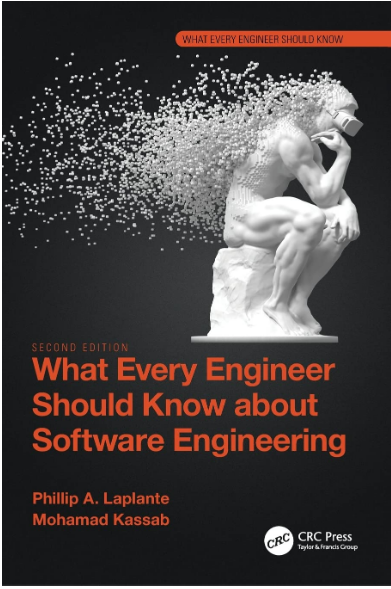 WHAT EVERY ENGINEER SHOULD KNOW
SECOND EDITION
What Every Engineer
Should Know about
Software Engineering
Phillip A. Laplante
Mohamad Kassab
CRC
CRC Press
Taylor & Francis Group